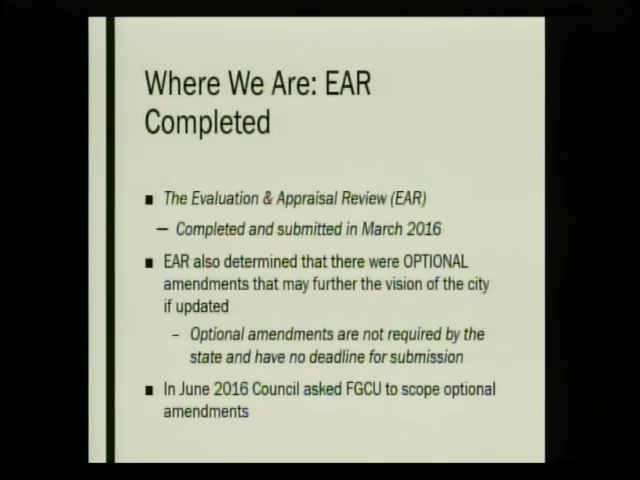 Where We Are: EAR
Completed
■ The Evaluation & Appraisal Review (EAR)
– Completed and submitted in March 2016
■ EAR also determined that there were OPTIONAL
amendments that may further the vision of the city
if updated
– Optional amendments are not required by the
state and have no deadline for submission
■ In June 2016 Council asked FGCU to scope optional
amendments